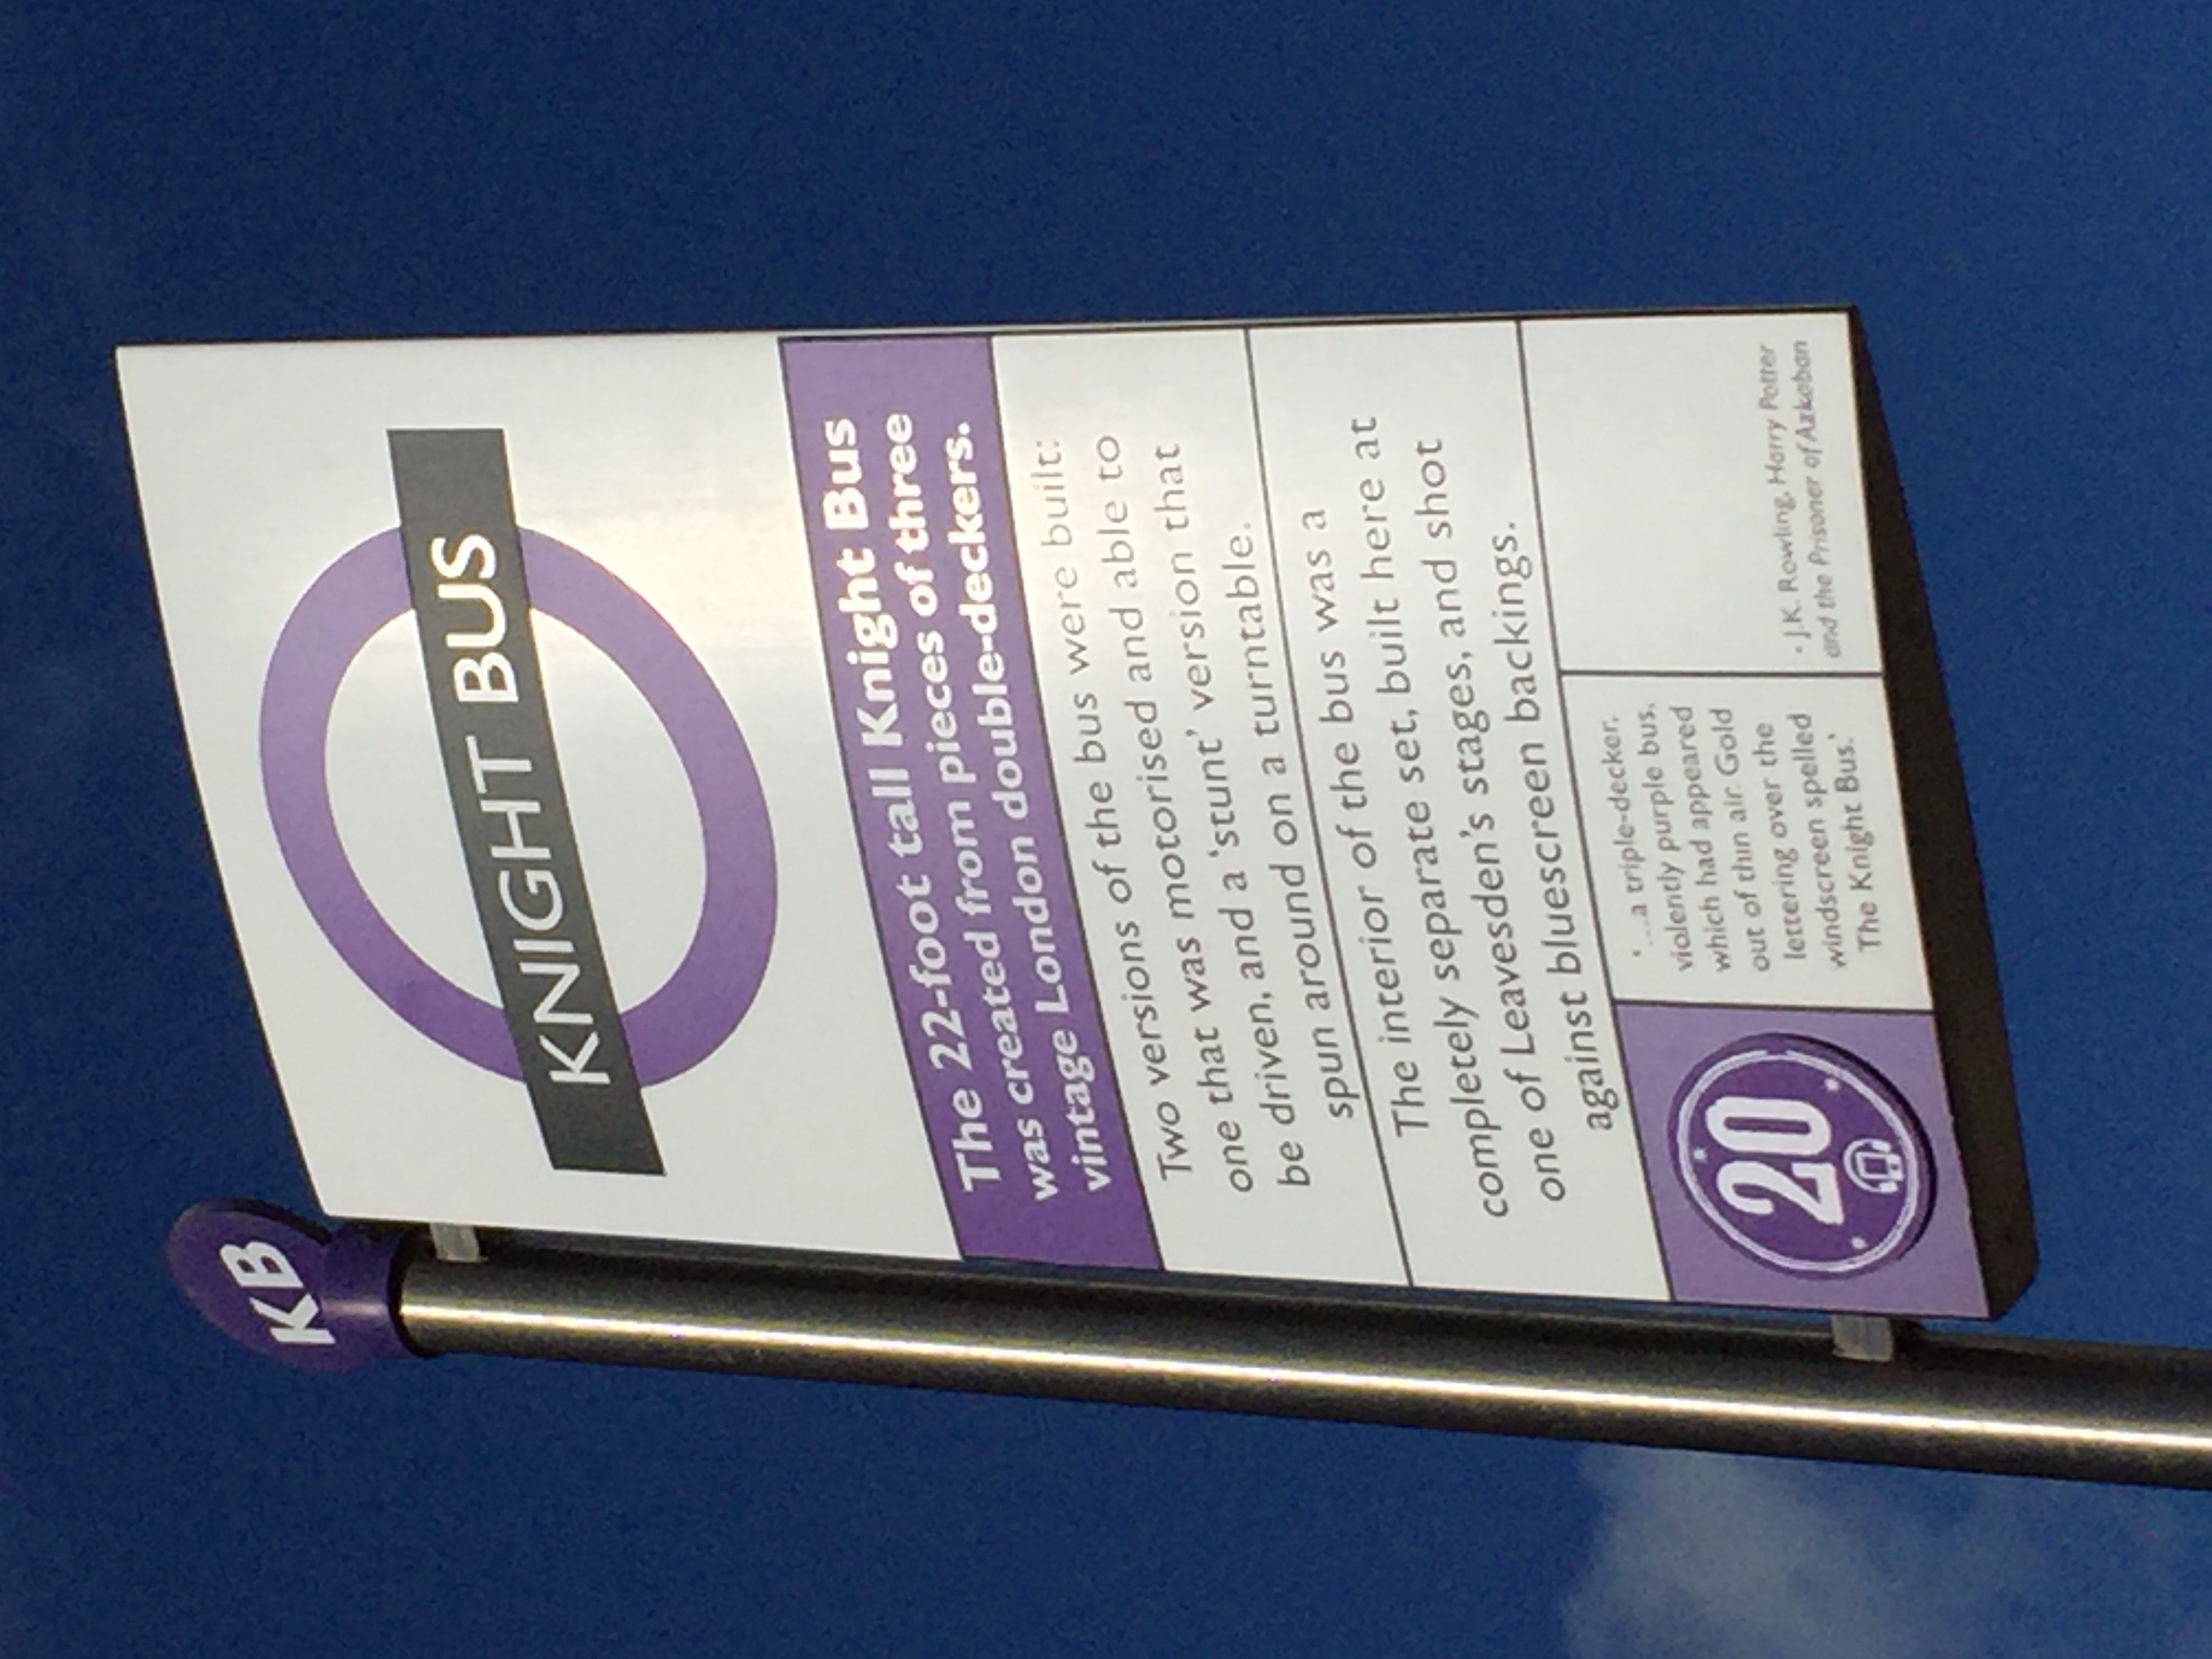 KB
KNIGHT BUS
The 22-foot tall Knight Bus
was created from pieces of three
vintage London double-deckers.
Two versions of the bus were built:
one that was motorised and able to
be driven, and a ‘stunt’ version that
spun around on a turntable.
The interior of the bus was a
completely separate set, built here at
one of Leavesden’s stages, and shot
against bluescreen backings.
20
‘...a triple-decker,
violently purple bus,
which had appeared
out of thin air. Gold
lettering over the
windscreen spelled
The Knight Bus.’
- J.K. Rowling, Harry Potter
and the Prisoner of Azkaban